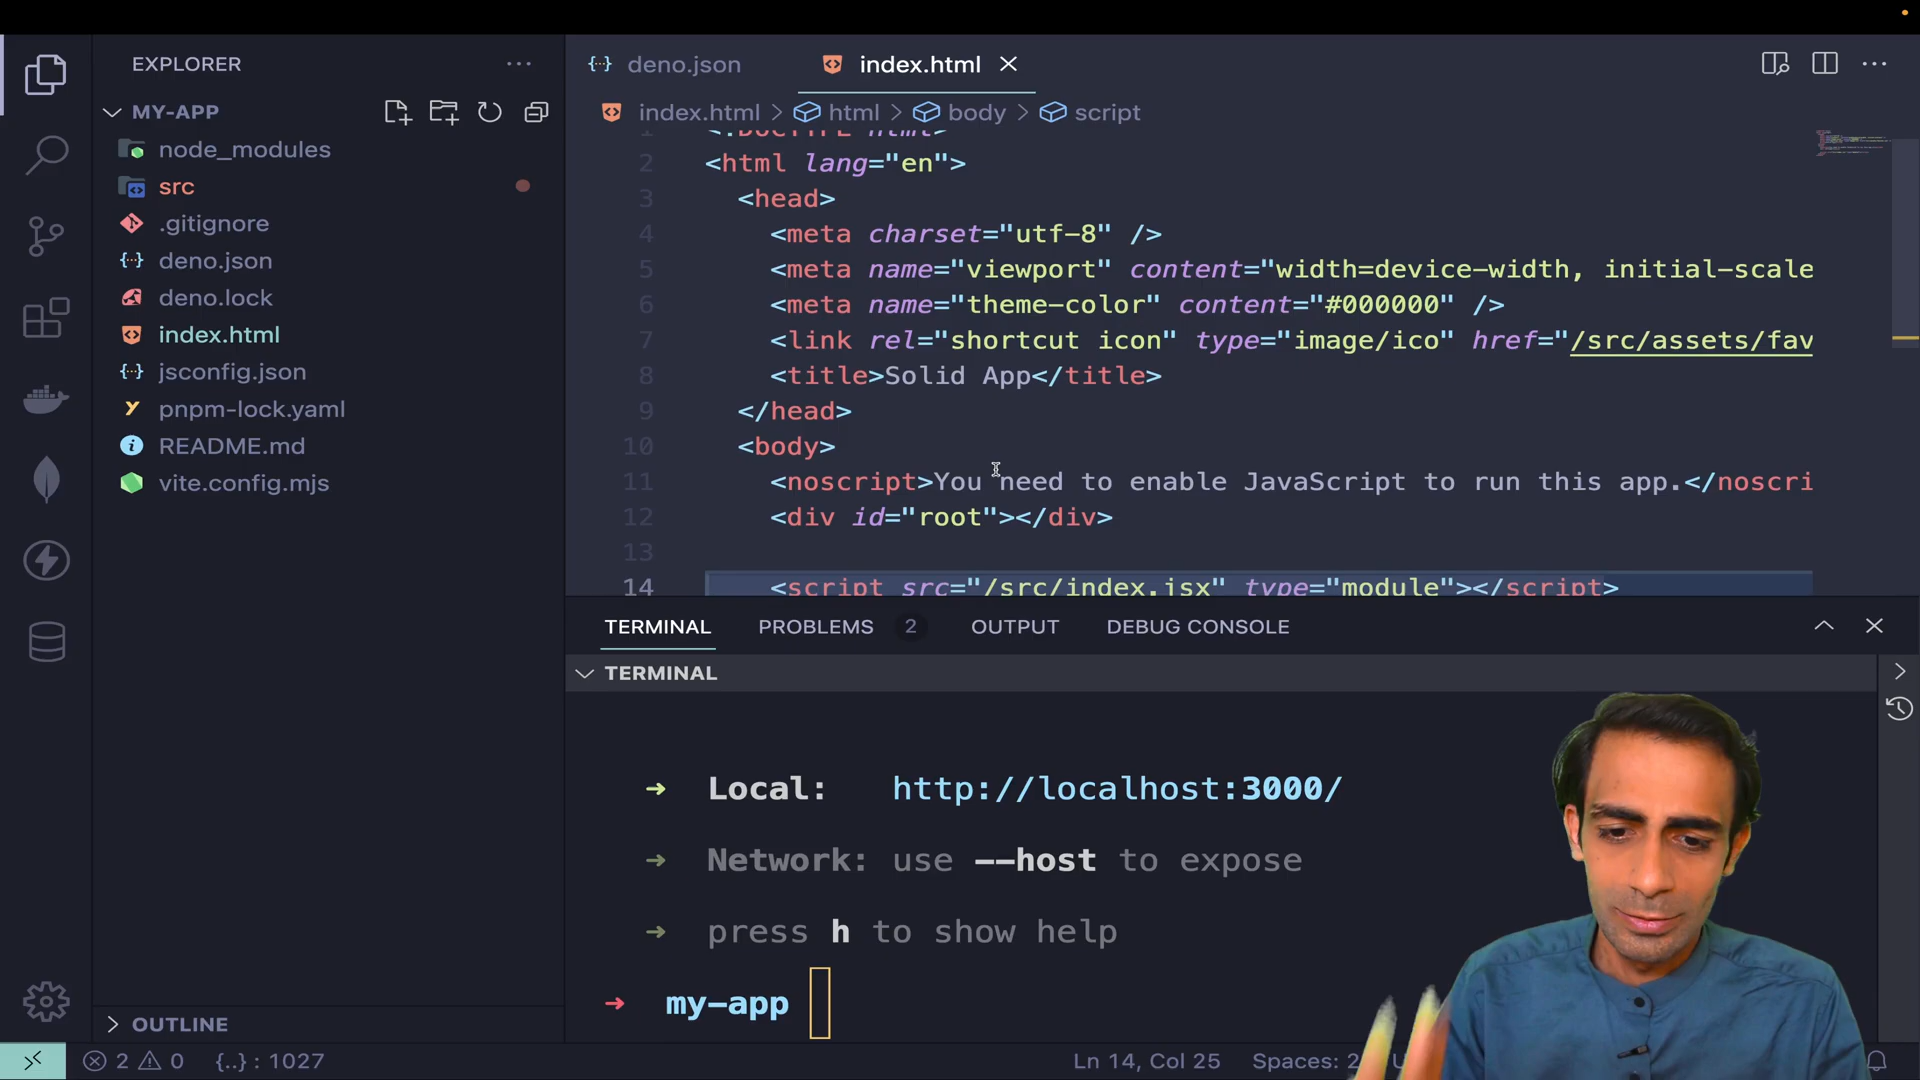 EXPLORER
MY-APP
node_modules
src
.gitignore
deno.json
deno.lock
index.html
jsconfig.json
pnpm-lock.yaml
README.md
vite.config.mjs
OUTLINE
deno.json
index.html
index.html > html > body > script
1 <!DOCTYPE html>
2 <html lang="en">
3 <head>
4 <meta charset="utf-8" />
5 <meta name="viewport" content="width=device-width, initial-scale
6 <meta name="theme-color" content="#000000" />
7 <link rel="shortcut icon" type="image/ico" href="/src/assets/fav
8 <title>Solid App</title>
9 </head>
10 <body>
11 <noscript>You need to enable JavaScript to run this app.</noscri
12 <div id="root"></div>
13
14 <script src="/src/index.jsx" type="module"></script>
TERMINAL PROBLEMS 2 OUTPUT DEBUG CONSOLE
TERMINAL
➜ Local: http://localhost:3000/
➜ Network: use --host to expose
➜ press h to show help
➜ my-app
2 0 {..} : 1027
Ln 14, Col 25 Spaces: 2